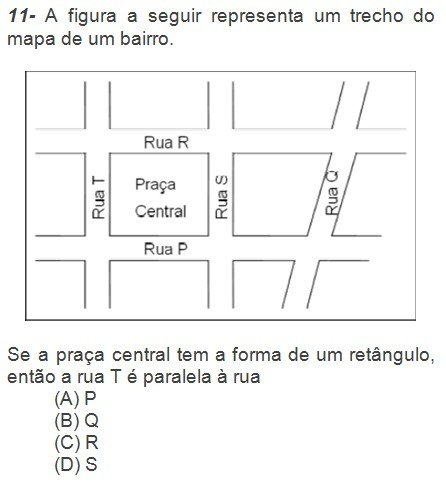 11- A figura a seguir representa um trecho do
mapa de um bairro.
Rua R
Rua T
Praça
Central
Rua S
Rua Q
Rua P
Se a praça central tem a forma de um retângulo,
então a rua T é paralela à rua
(A) P
(B) Q
(C) R
(D) S